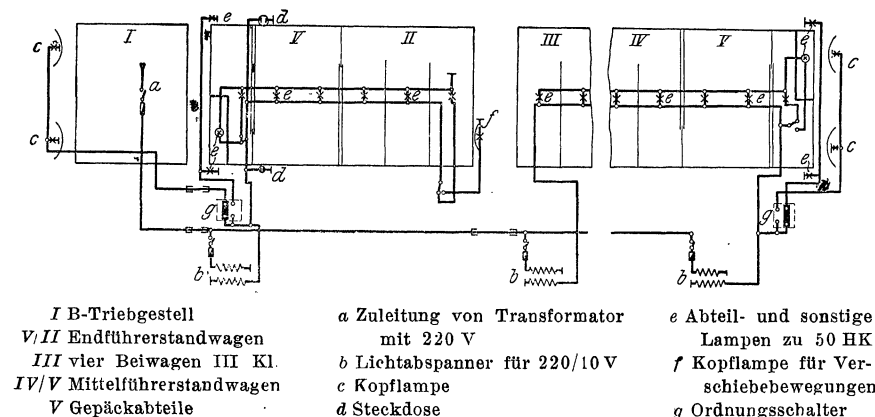 I
V
II
III
IV
V
a
b
b
b
c
c
c
c
d
d
e
e
e
e
e
e
e
e
f
g
g
I B-Triebgestell
V/II Endführerstandwagen
III vier Beiwagen III Kl.
IV/V Mittelführerstandwagen
V Gepäckabteile
a Zuleitung von Transformator
mit 220 V
b Lichtabspanner für 220/10 V
c Kopflampe
d Steckdose
e Abteil- und sonstige
Lampen zu 50 HK
f Kopflampe für Ver-
schiebebewegungen
g Ordnungsschalter